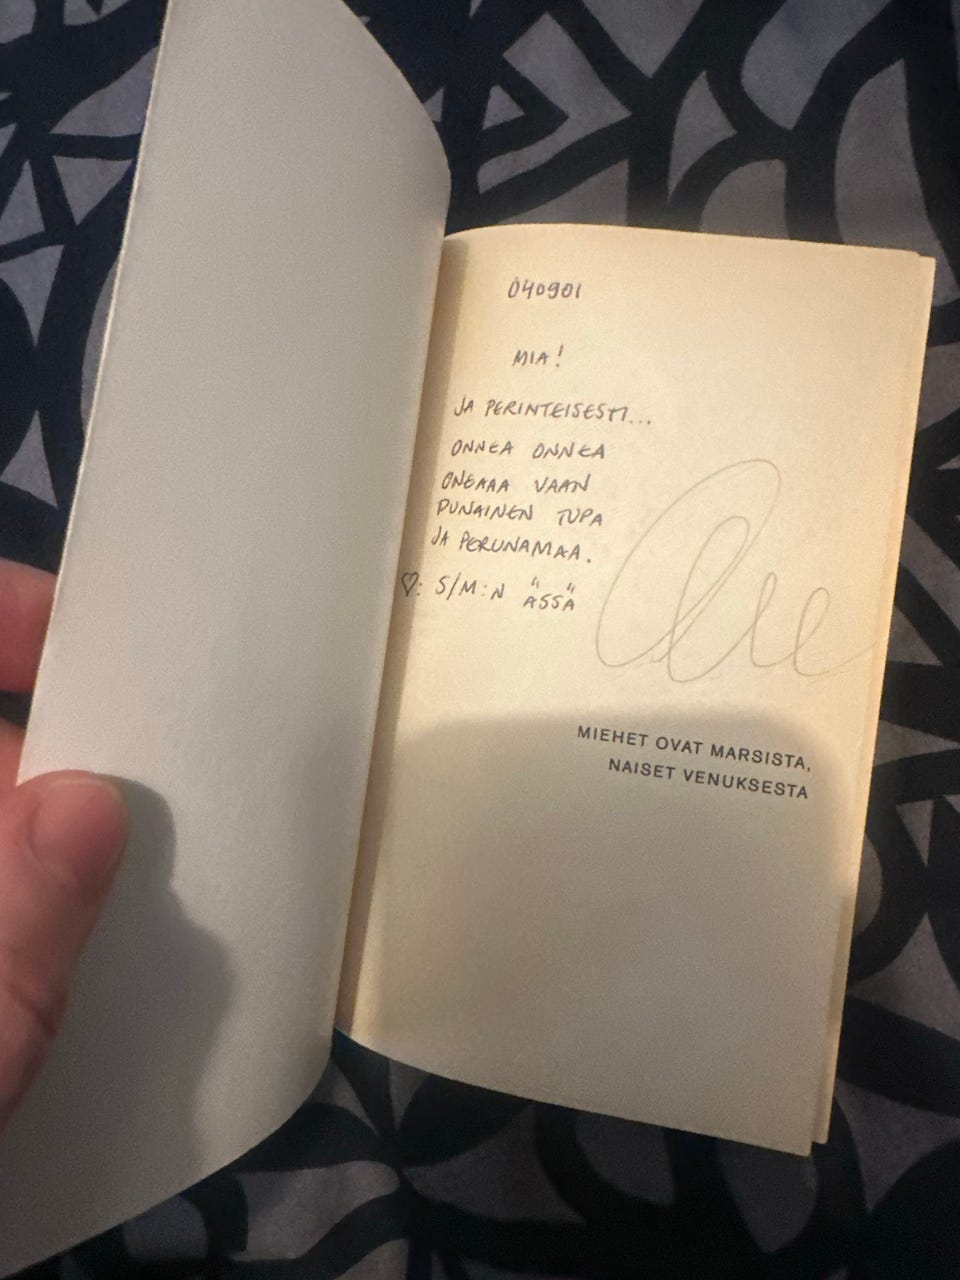 040901
MIA!
JA PERINTEISESTI...
ONNEA ONNEA
ONEAAA VAAN
PUNAINEN TUPA
JA PERUNAMAA.
♡: S/M:N "ÄSSÄ"
MIEHET OVAT MARSISTA,
NAISET VENUKSESTA